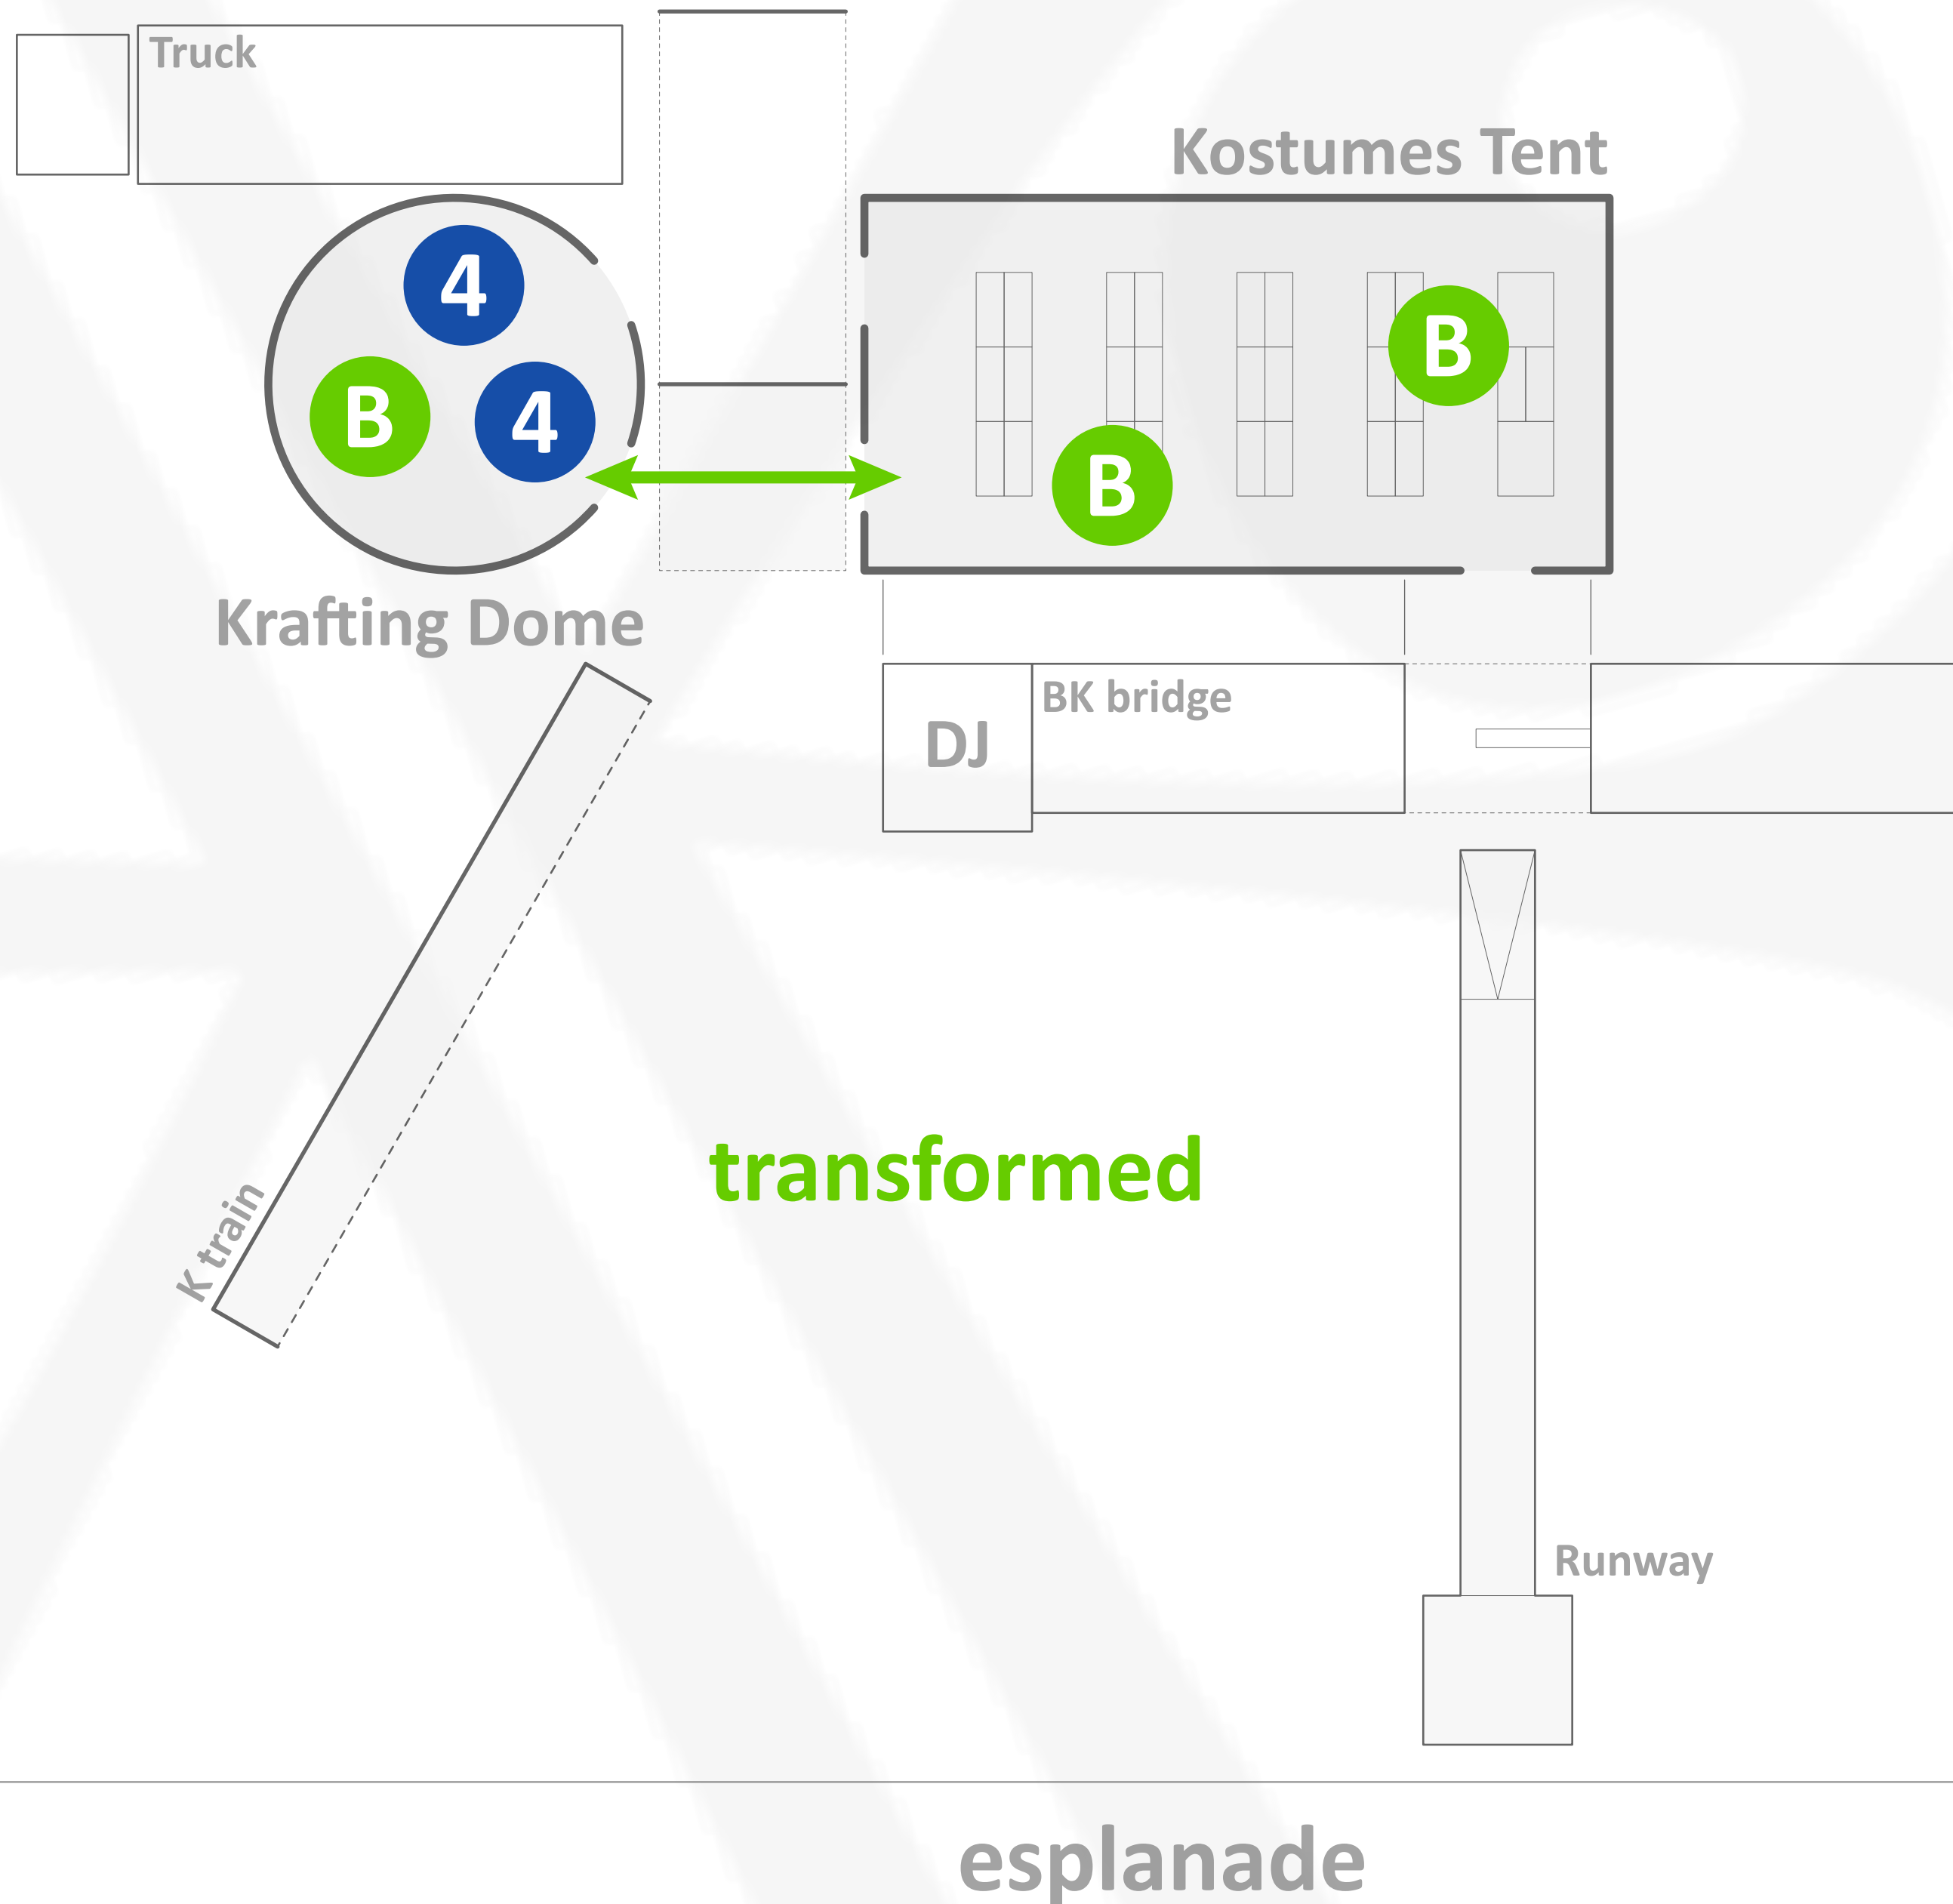 Truck
Kostumes Tent
4
B
B
4
B
Krafting Dome
BK bridge
DJ
transformed
K train
Runway
esplanade